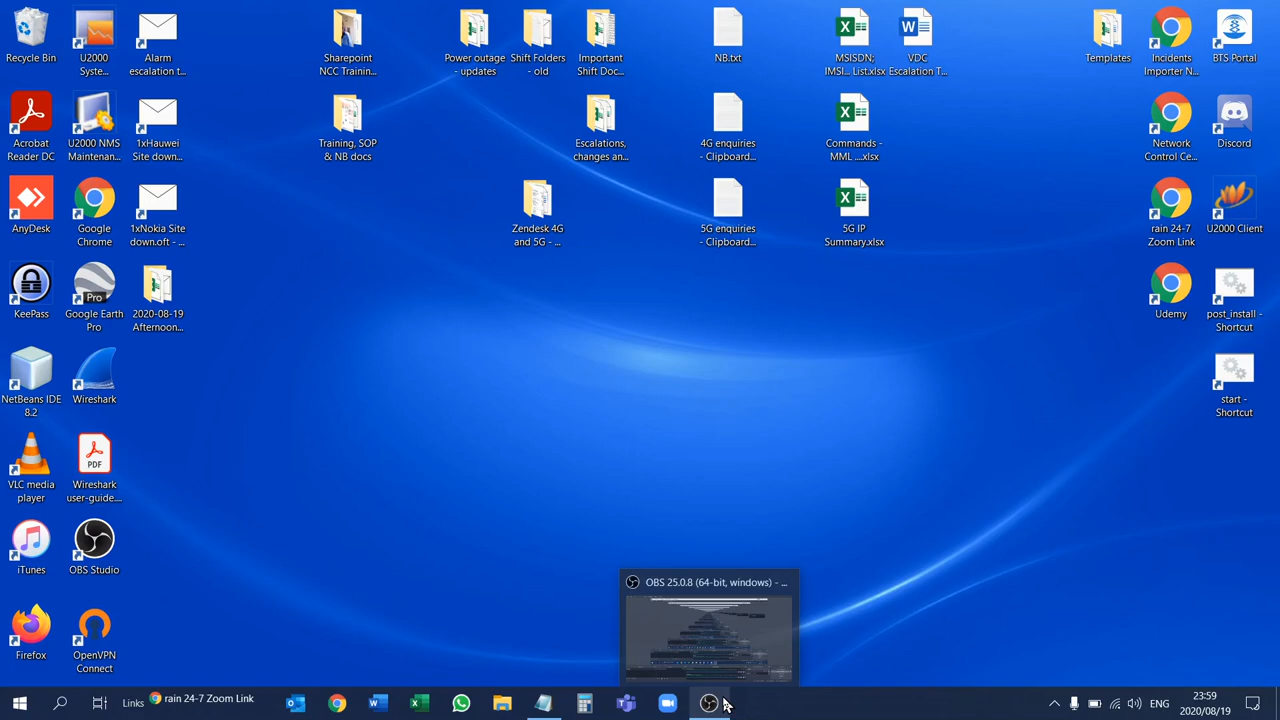 Recycle Bin
U2000
Syste...
Alarm
escalation t...
Sharepoint
NCC Trainin...
Power outage
- updates
Shift Folders
- old
Important
Shift Doc...
NB.txt
MSISDN;
IMSI... List.xlsx
VDC
Escalation T...
Templates
Incidents
Importer N...
BTS Portal
Acrobat
Reader DC
U2000 NMS
Maintenan...
1xHauwei
Site down...
Training, SOP
& NB docs
Escalations,
changes an...
4G enquiries
- Clipboard...
Commands -
MML ....xlsx
Network
Control Ce...
Discord
AnyDesk
Google
Chrome
1xNokia Site
down.oft - ...
Zendesk 4G
and 5G - ...
5G enquiries
- Clipboard...
5G IP
Summary.xlsx
rain 24-7
Zoom Link
U2000 Client
KeePass
Pro
Google Earth
Pro
2020-08-19
Afternoon...
Udemy
post_install -
Shortcut
NetBeans IDE
8.2
Wireshark
start -
Shortcut
VLC media
player
PDF
Wireshark
user-guide....
iTunes
OBS Studio
OBS 25.0.8 (64-bit, windows) - ...
Firefox
OpenVPN
Connect
Links
rain 24-7 Zoom Link
ENG
23:59
2020/08/19